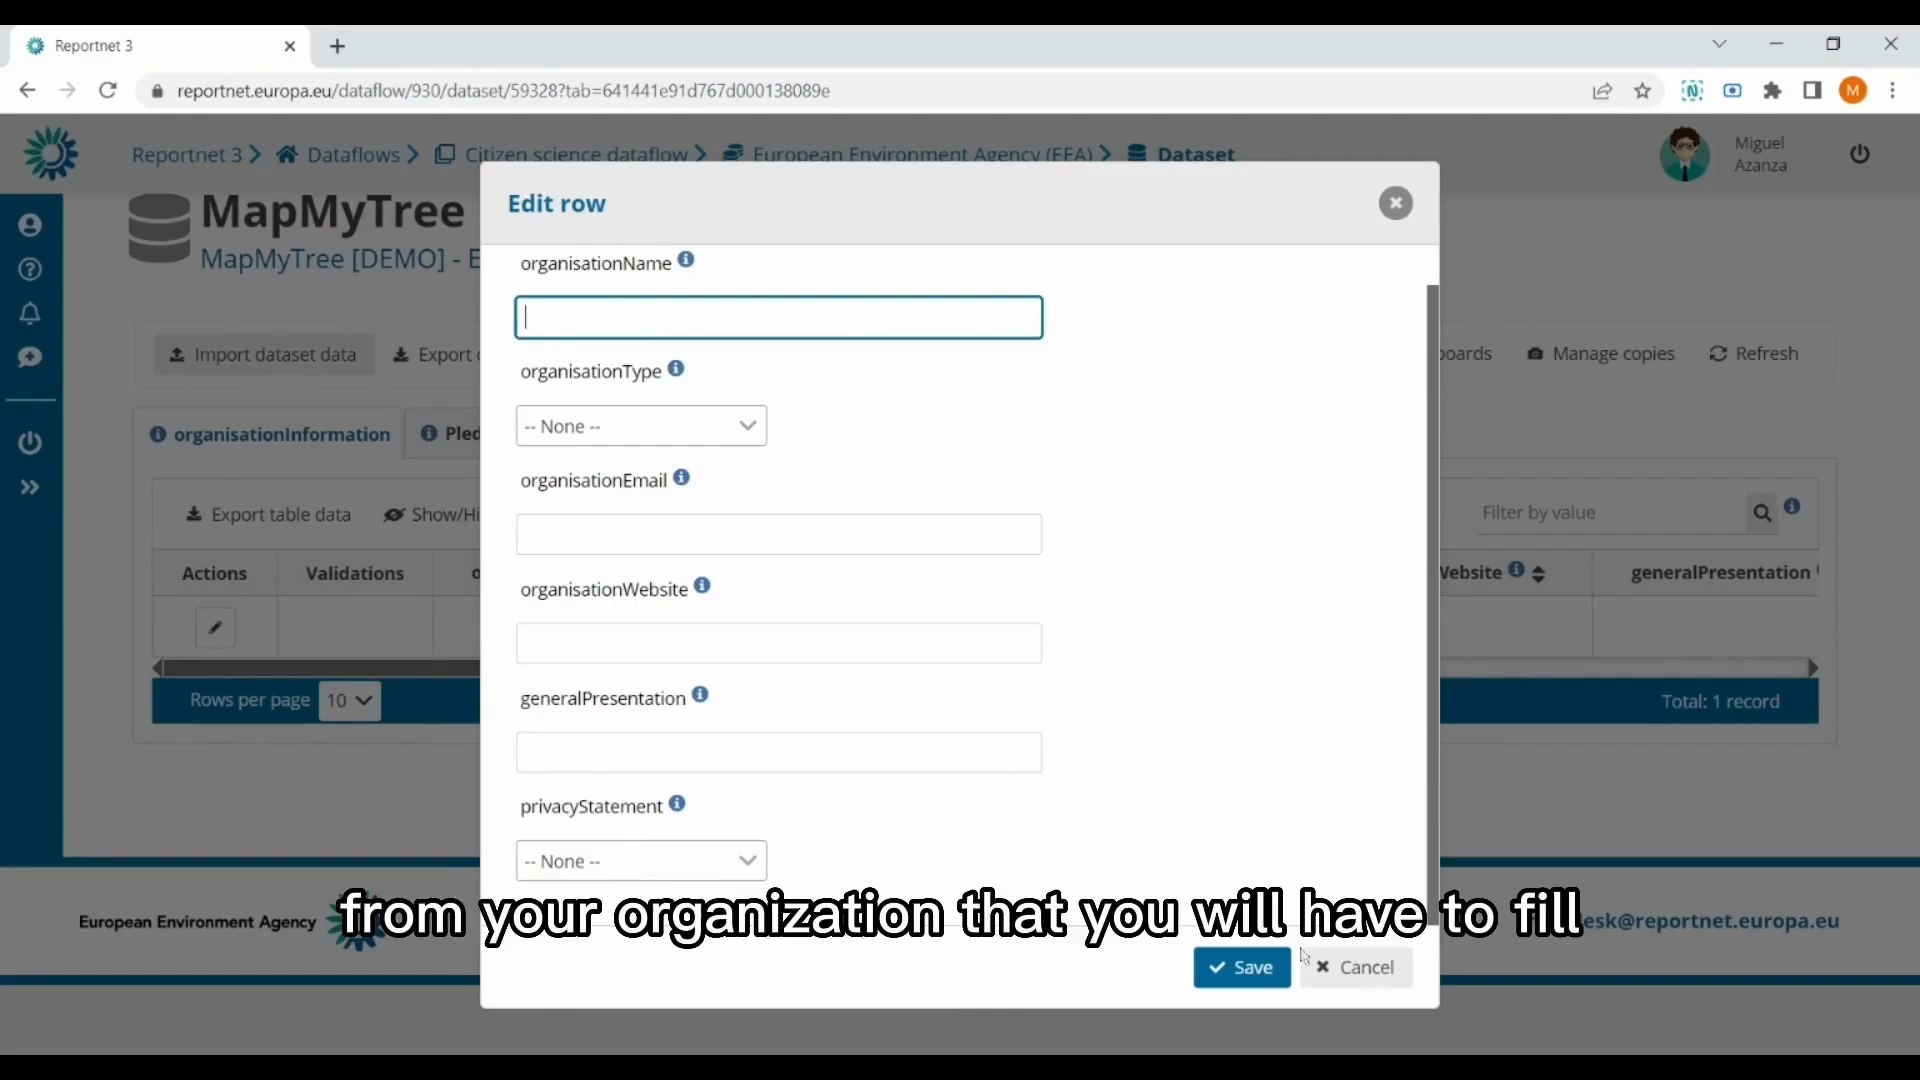 Reportnet 3
reportnet.europa.eu/dataflow/930/dataset/59328?tab=641441e91d767d000138089e
M
Reportnet 3
Dataflows
Citizen science dataflow
European Environment Agency (EEA)
Dataset
Miguel
Azanza
MapMyTree
MapMyTree [DEMO] - E
Import dataset data
Export
boards
Manage copies
Refresh
organisationInformation
Pled
Export table data
Show/Hi
Filter by value
Actions
Validations
o
Website
generalPresentation
Rows per page
10
Total: 1 record
Edit row
organisationName
organisationType
-- None --
organisationEmail
organisationWebsite
generalPresentation
privacyStatement
-- None --
Save
Cancel
European Environment Agency
esk@reportnet.europa.eu
from your organization that you will have to fill